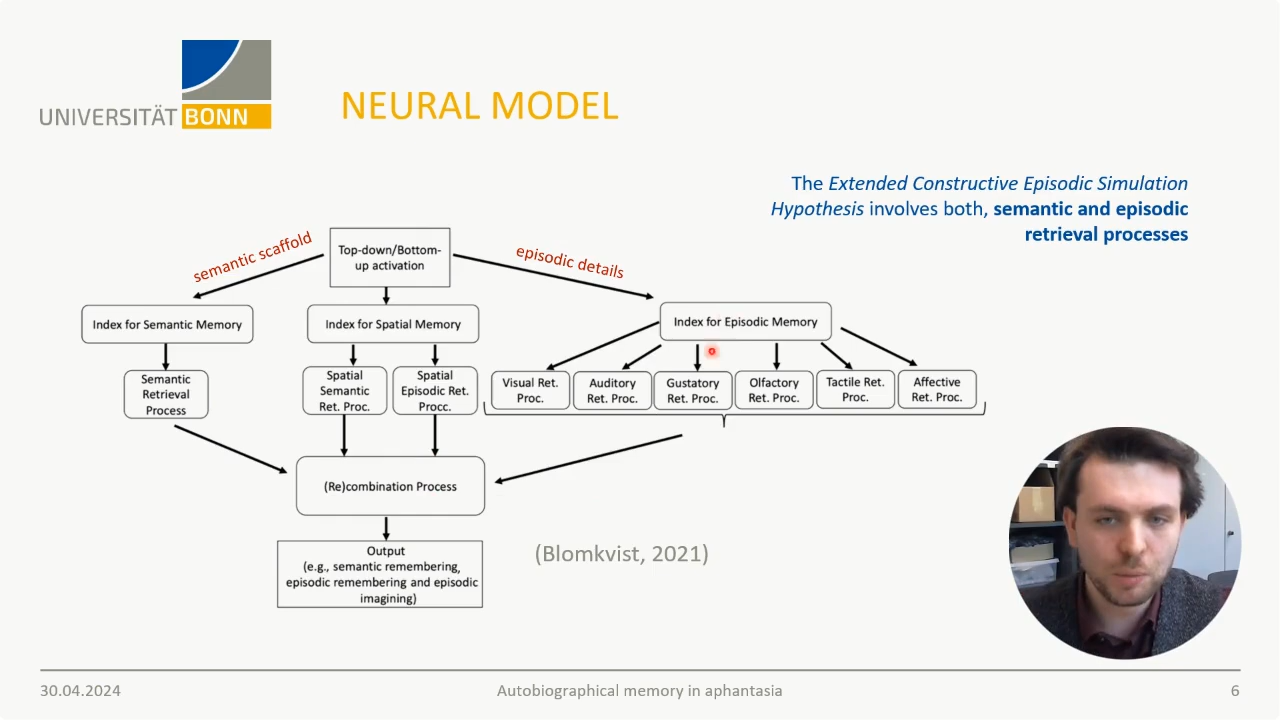 UNIVERSITÄT BONN
NEURAL MODEL
The Extended Constructive Episodic Simulation
Hypothesis involves both, semantic and episodic
retrieval processes
semantic scaffold
Top-down/Bottom-
up activation
episodic details
Index for Semantic Memory
Index for Spatial Memory
Index for Episodic Memory
Semantic
Retrieval
Process
Spatial
Semantic
Ret. Proc.
Spatial
Episodic Ret.
Procc.
Visual Ret.
Proc.
Auditory
Ret. Proc.
Gustatory
Ret. Proc.
Olfactory
Ret. Proc.
Tactile Ret.
Proc.
Affective
Ret. Proc.
(Re)combination Process
Output
(e.g., semantic remembering,
episodic remembering and episodic
imagining)
(Blomkvist, 2021)
30.04.2024
Autobiographical memory in aphantasia
6